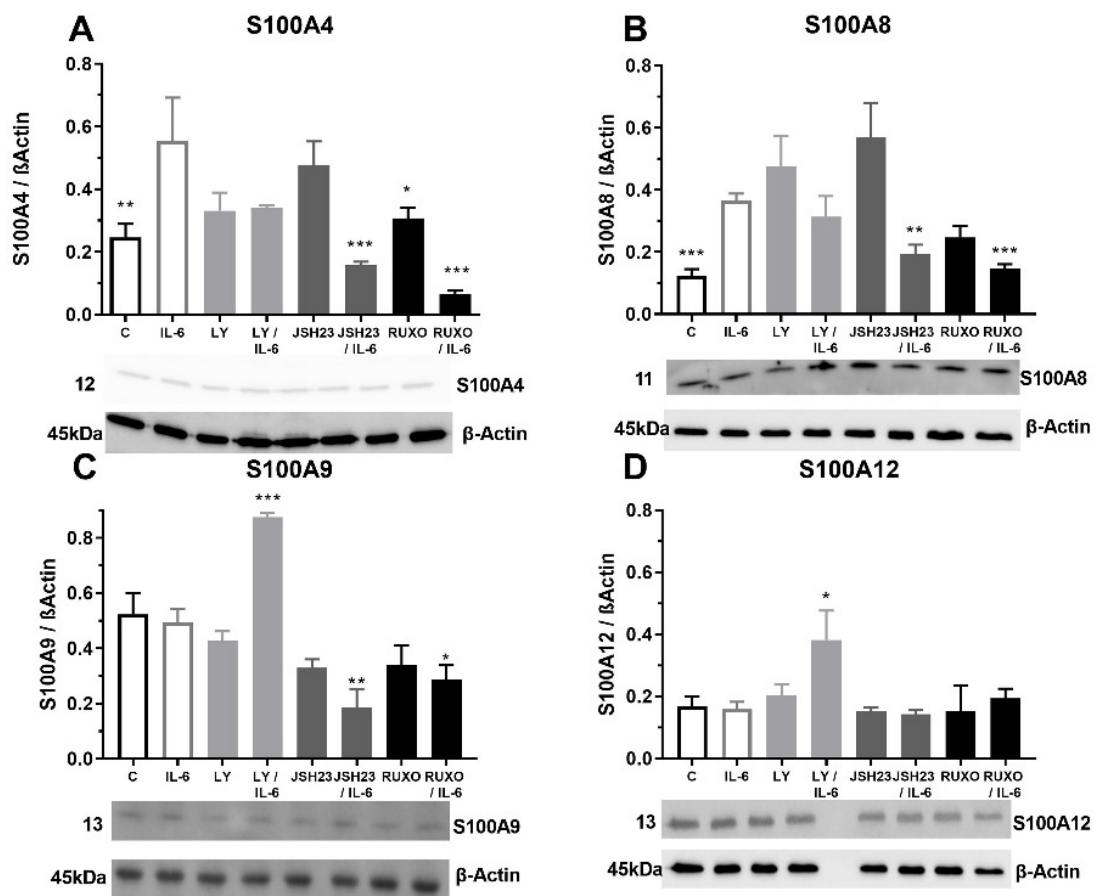 A
S100A4
S100A4 / ßActin
0.8
0.6
0.4
0.2
0.0
**
***
*
***
C IL-6 LY LY / IL-6 JSH23 JSH23 / IL-6 RUXO RUXO / IL-6
12 S100A4
45kDa β-Actin
B
S100A8
S100A8 / ßActin
0.8
0.6
0.4
0.2
0.0
***
**
***
C IL-6 LY LY / IL-6 JSH23 JSH23 / IL-6 RUXO RUXO / IL-6
11 S100A8
45kDa β-Actin
C
S100A9
S100A9 / ßActin
0.8
0.6
0.4
0.2
0.0
***
**
*
C IL-6 LY LY / IL-6 JSH23 JSH23 / IL-6 RUXO RUXO / IL-6
13 S100A9
45kDa β-Actin
D
S100A12
S100A12 / ßActin
0.8
0.6
0.4
0.2
0.0
*
C IL-6 LY LY / IL-6 JSH23 JSH23 / IL-6 RUXO RUXO / IL-6
13 S100A12
45kDa β-Actin